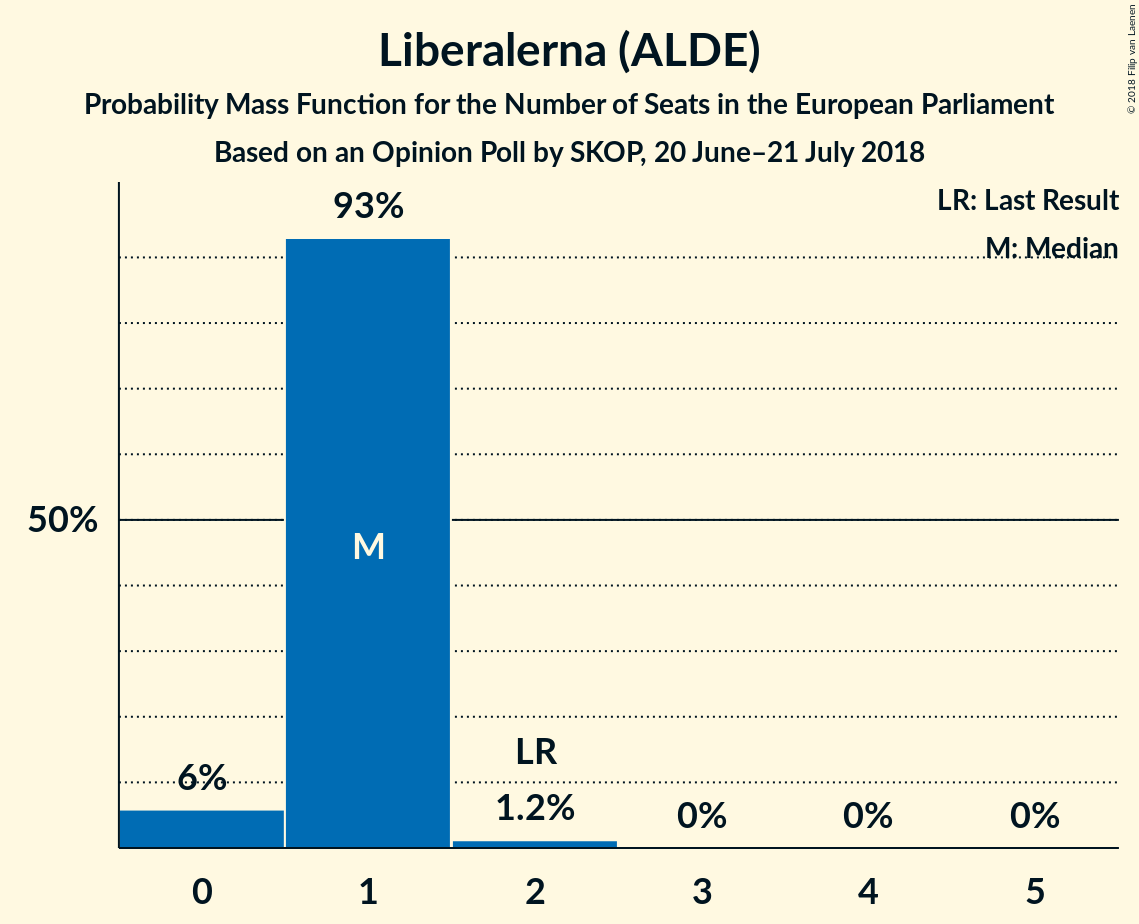 Liberalerna (ALDE)
Probability Mass Function for the Number of Seats in the European Parliament
Based on an Opinion Poll by SKOP, 20 June–21 July 2018
© 2018 Filip van Laenen
LR: Last Result
M: Median
93%
50%
M
6%
LR
1.2%
0%
0%
0%
0
1
2
3
4
5